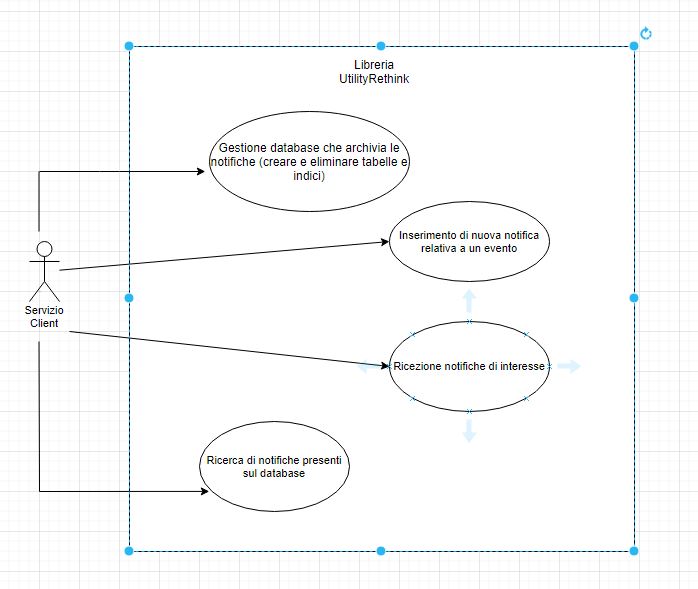 Libreria
UtilityRethink
Gestione database che archivia le
notifiche (creare e eliminare tabelle e
indici)
Inserimento di nuova notifica
relativa a un evento
Servizio
Client
Ricezione notifiche di interesse
Ricerca di notifiche presenti
sul database